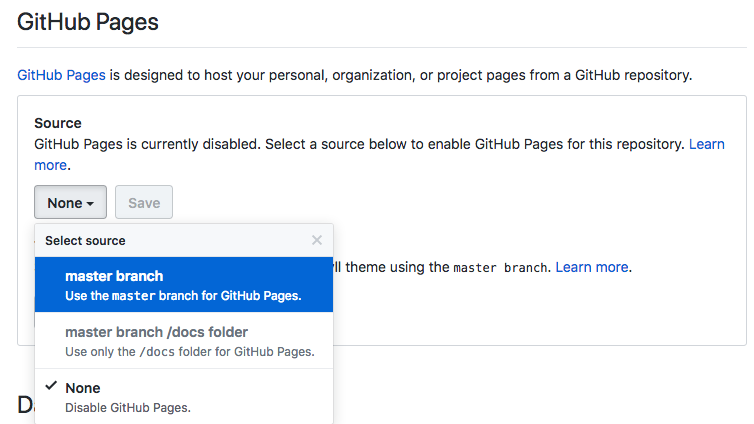 GitHub Pages
GitHub Pages is designed to host your personal, organization, or project pages from a GitHub repository.
Source
GitHub Pages is currently disabled. Select a source below to enable GitHub Pages for this repository. Learn
more.
None Save
Select source
theme using the master branch. Learn more.
master branch
Use the master branch for GitHub Pages.
master branch /docs folder
Use only the /docs folder for GitHub Pages.
None
Disable GitHub Pages.